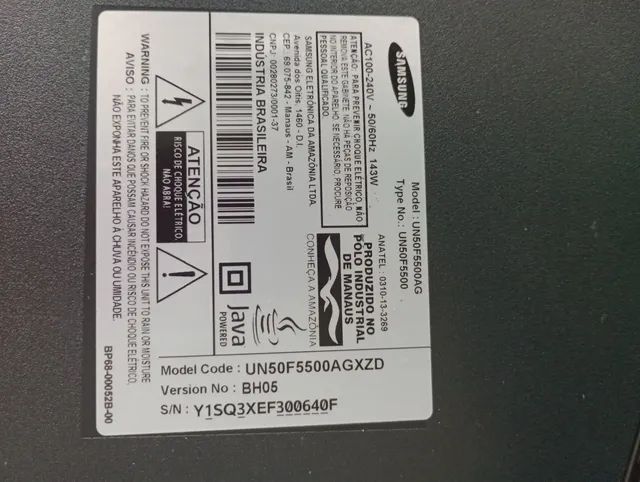 SAMSUNG
Model : UN50F5500AG
Type No.: UN50F5500
AC100-240V ~ 50/60Hz 143W
ATENÇÃO: PARA PREVENIR CHOQUE ELÉTRICO, NÃO
REMOVA ESTE GABINETE. NÃO HÁ PEÇAS DE REPOSIÇÃO
NO INTERIOR DO APARELHO. SE NECESSÁRIO, PROCURE
PESSOAL QUALIFICADO.
SAMSUNG ELETRÔNICA DA AMAZÔNIA LTDA.
Avenida dos Oitis, 1460 - D.I.
CEP : 69.075-842 - Manaus - AM - Brasil
CNPJ : 00280273/0001-37
INDUSTRIA BRASILEIRA
ANATEL : 0310-13-3269
PRODUZIDO NO
PÓLO INDUSTRIAL
DE MANAUS
CONHEÇA A AMAZÔNIA
ATENÇÃO
RISCO DE CHOQUE ELÉTRICO.
NÃO ABRA!
Java
POWERED
WARNING : TO PREVENT FIRE OR SHOCK HAZARD DO NOT EXPOSE THIS UNIT TO RAIN OR MOISTURE
AVISO : PARA EVITAR DANOS QUE POSSAM CAUSAR INCÊNDIO OU RISCO DE CHOQUE ELÉTRICO,
NÃO EXPONHA ESTE APARELHO À CHUVA OU UMIDADE.
BP68-00052B-00
Model Code : UN50F5500AGXZD
Version No : BH05
S/N : Y1SQ3XEF300640F